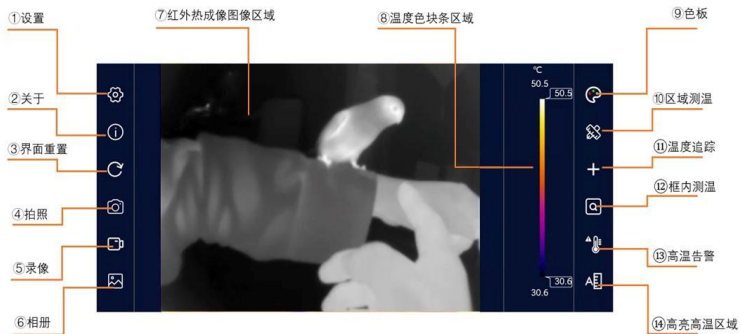 ①设置
②关于
③界面重置
④拍照
⑤录像
⑥相册
⑦红外热成像图像区域
⑧温度色块条区域
℃
50.5
50.5
30.6
30.6
⑨色板
⑩区域测温
⑪温度追踪
⑫框内测温
⑬高温告警
A
⑭高亮高温区域